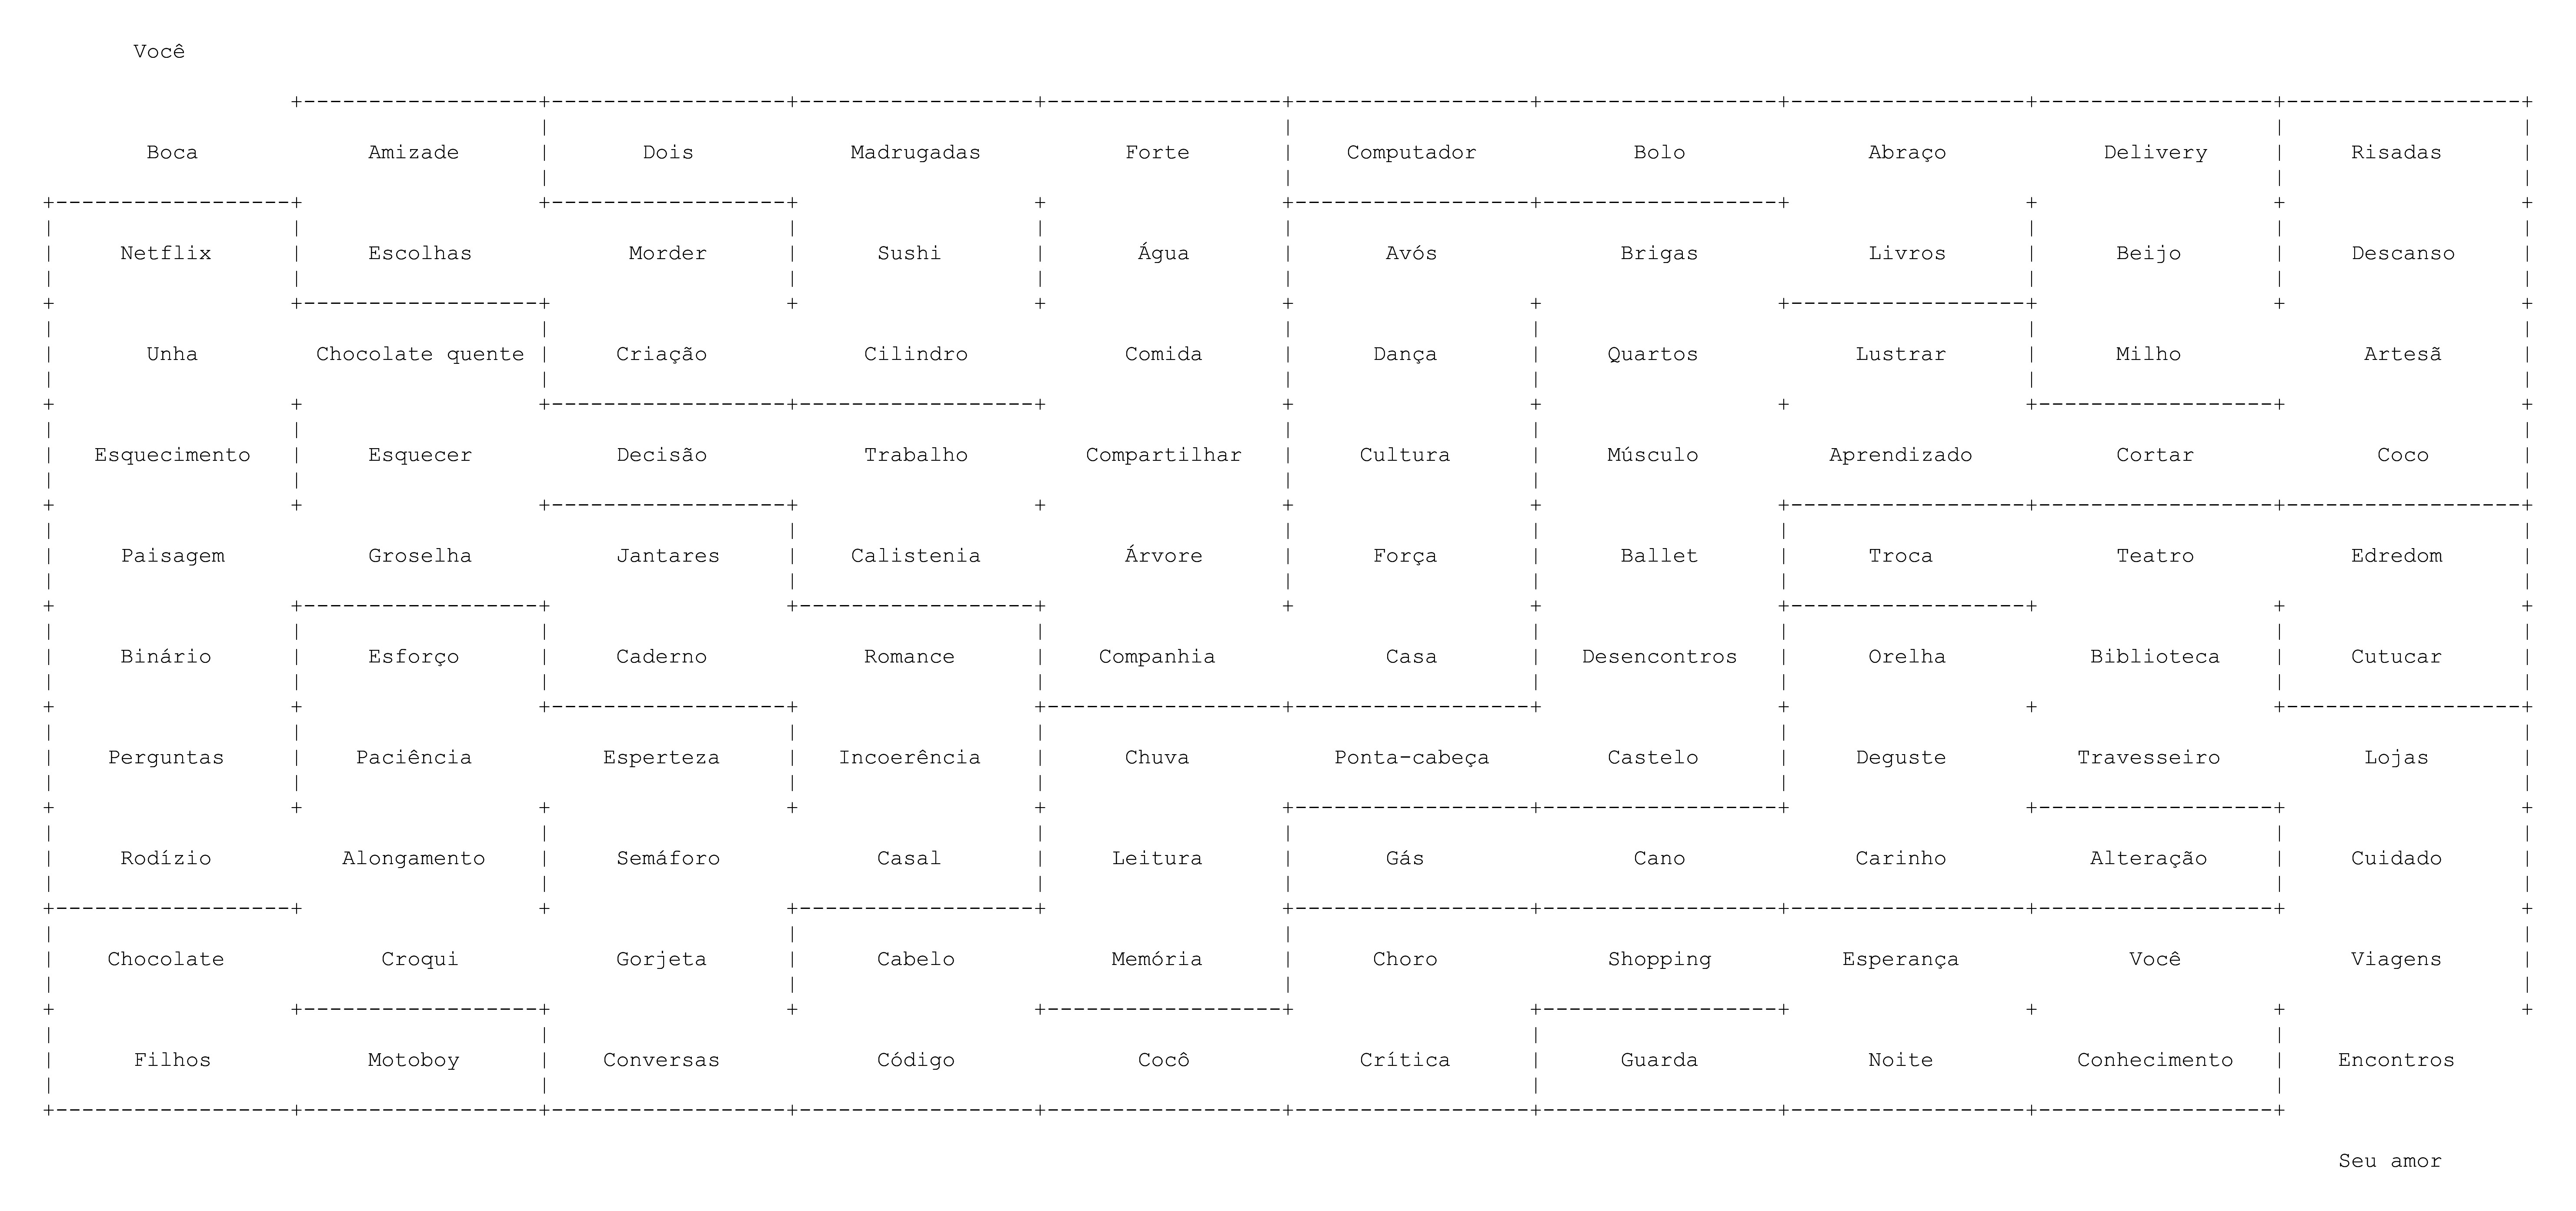 Você
Boca Amizade Dois Madrugadas Forte Computador Bolo Abraço Delivery Risadas
Netflix Escolhas Morder Sushi Água Avós Brigas Livros Beijo Descanso
Unha Chocolate quente Criação Cilindro Comida Dança Quartos Lustrar Milho Artesã
Esquecimento Esquecer Decisão Trabalho Compartilhar Cultura Músculo Aprendizado Cortar Coco
Paisagem Groselha Jantares Calistenia Árvore Força Ballet Troca Teatro Edredom
Binário Esforço Caderno Romance Companhia Casa Desencontros Orelha Biblioteca Cutucar
Perguntas Paciência Esperteza Incoerência Chuva Ponta-cabeça Castelo Deguste Travesseiro Lojas
Rodízio Alongamento Semáforo Casal Leitura Gás Cano Carinho Alteração Cuidado
Chocolate Croqui Gorjeta Cabelo Memória Choro Shopping Esperança Você Viagens
Filhos Motoboy Conversas Código Cocô Crítica Guarda Noite Conhecimento Encontros
Seu amor